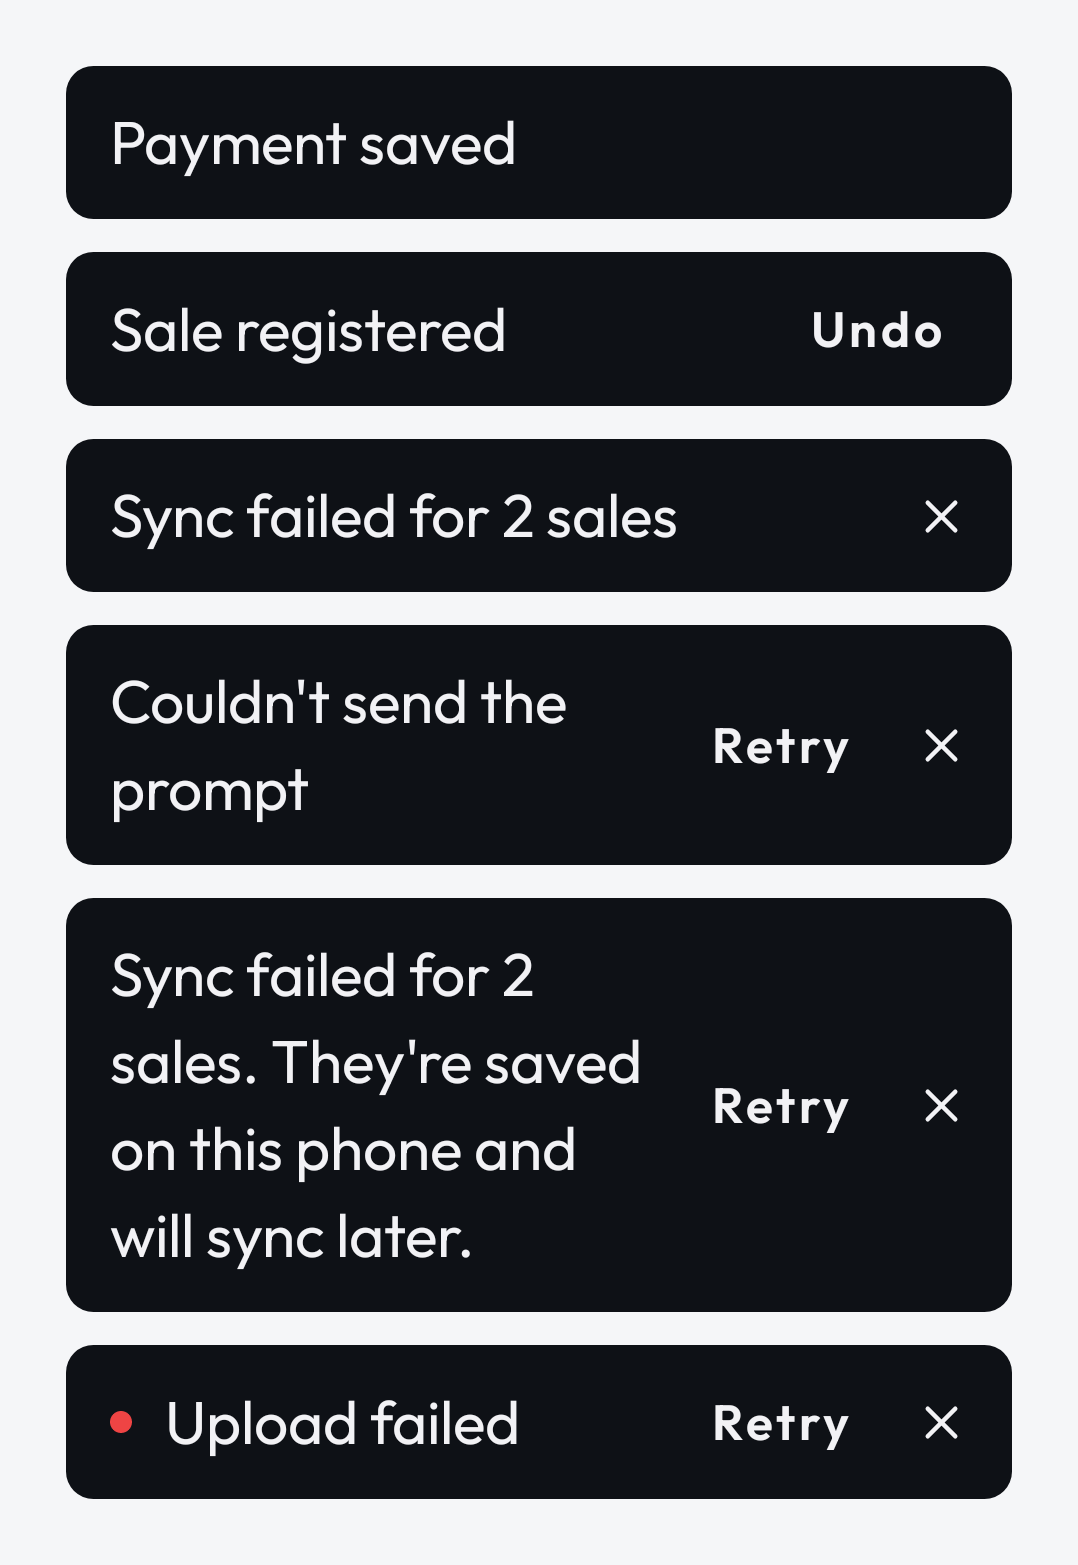 Payment saved
Sale registered Undo
Sync failed for 2 sales
Couldn't send the
prompt
Retry
Sync failed for 2
sales. They're saved
on this phone and
will sync later.
Retry
Upload failed Retry